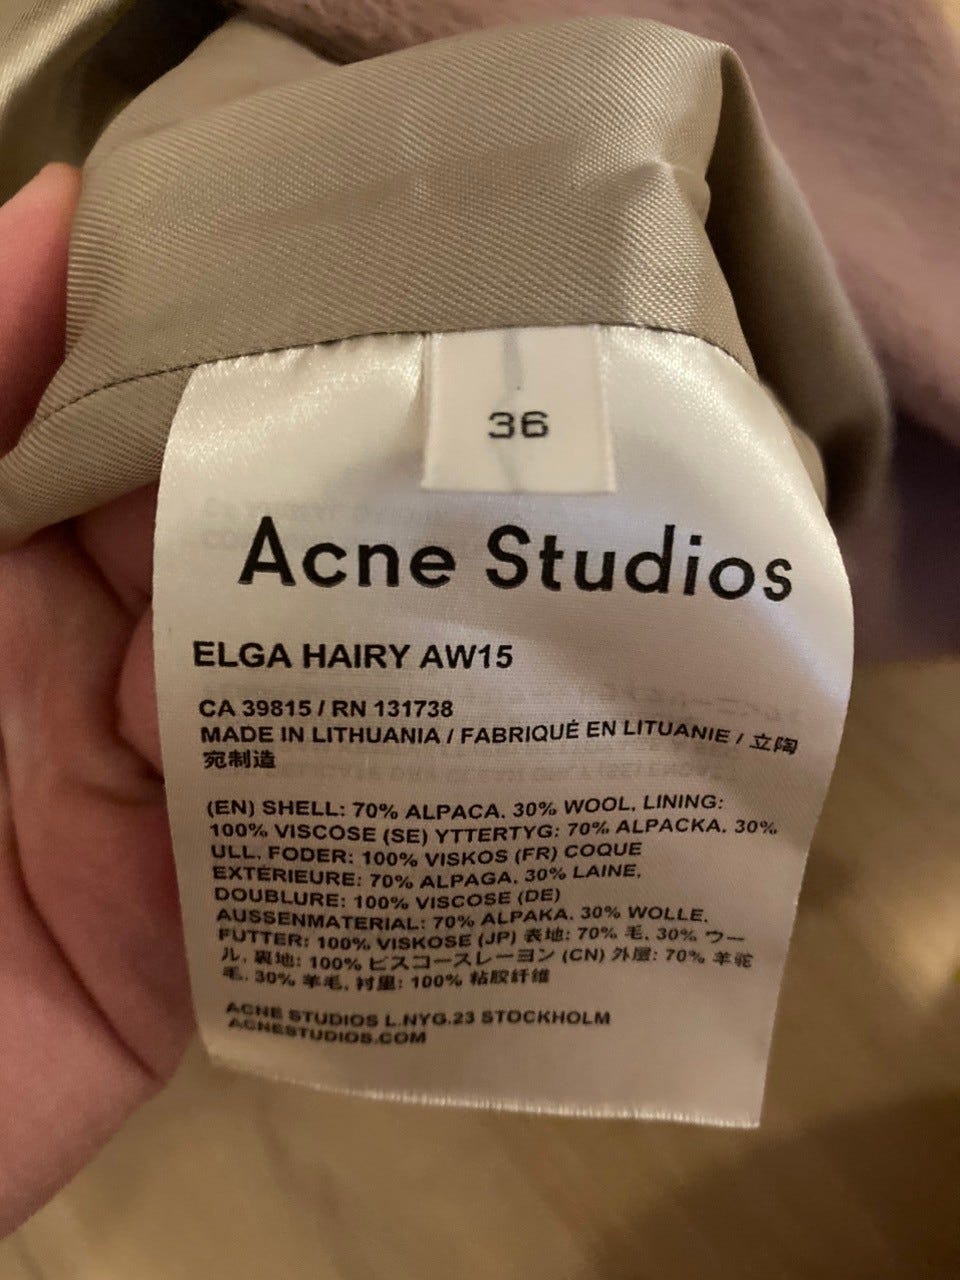 36
Acne Studios
ELGA HAIRY AW15
CA 39815 / RN 131738
MADE IN LITHUANIA / FABRIQUÉ EN LITUANIE / 立陶
宛制造
(EN) SHELL: 70% ALPACA. 30% WOOL. LINING:
100% VISCOSE (SE) YTTERTYG: 70% ALPACKA. 30%
ULL. FODER: 100% VISKOS (FR) COQUE
EXTÉRIEURE: 70% ALPAGA. 30% LAINE.
DOUBLURE: 100% VISCOSE (DE)
AUSSENMATERIAL: 70% ALPAKA. 30% WOLLE.
FUTTER: 100% VISKOSE (JP) 表地: 70% 毛. 30% ウー
ル. 裏地: 100% ビスコースレーヨン (CN) 外层: 70% 羊驼
毛. 30% 羊毛. 衬里: 100% 粘胶纤维
ACNE STUDIOS L.NYG.23 STOCKHOLM
ACNESTUDIOS.COM